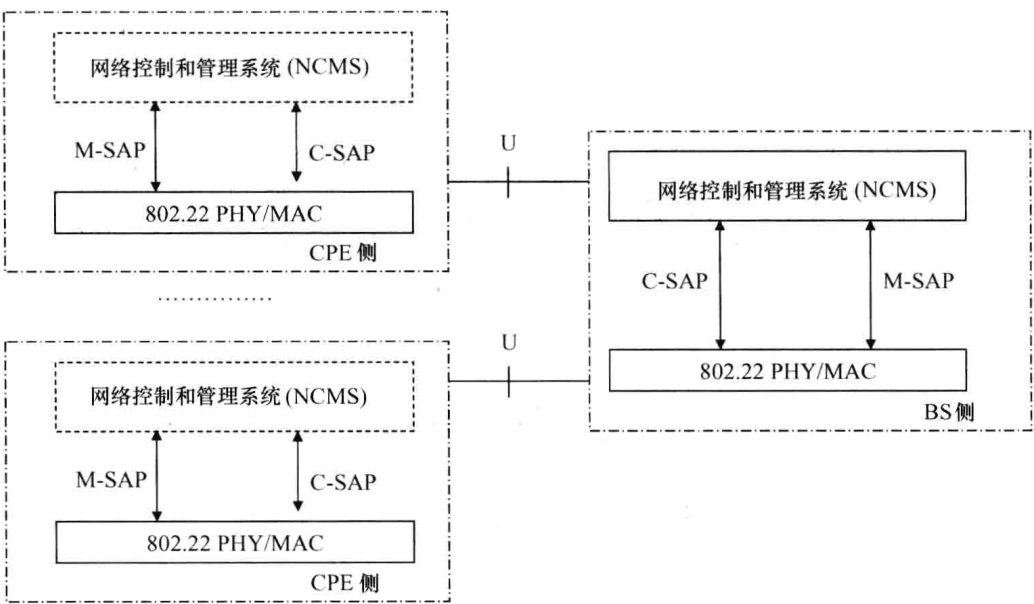 网络控制和管理系统(NCMS)
M-SAP
C-SAP
802.22 PHY/MAC
CPE 侧
...............
网络控制和管理系统(NCMS)
M-SAP
C-SAP
802.22 PHY/MAC
CPE 侧
U
U
网络控制和管理系统(NCMS)
C-SAP
M-SAP
802.22 PHY/MAC
BS侧